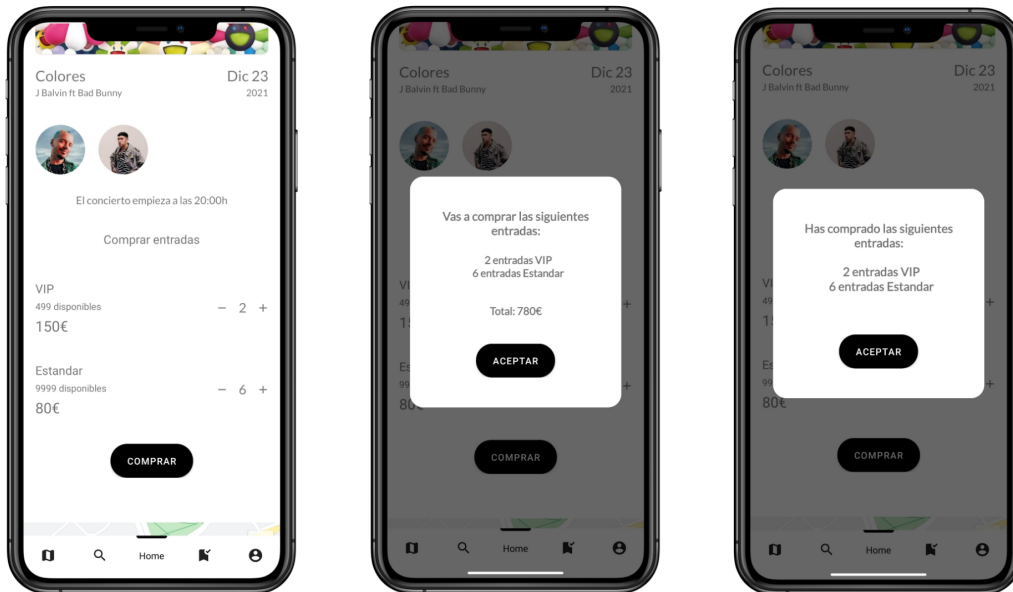 Colores
Dic 23
J Balvin ft Bad Bunny
2021
El concierto empieza a las 20:00h
Comprar entradas
VIP
499 disponibles
− 2 +
150€
Estandar
9999 disponibles
− 6 +
80€
COMPRAR
Home
Colores
Dic 23
J Balvin ft Bad Bunny
2021
Vas a comprar las siguientes
entradas:
2 entradas VIP
6 entradas Estandar
Total: 780€
ACEPTAR
+
+
80€
COMPRAR
Home
Colores
Dic 23
J Balvin ft Bad Bunny
2021
Has comprado las siguientes
entradas:
2 entradas VIP
6 entradas Estandar
ACEPTAR
+
+
80€
COMPRAR
Home